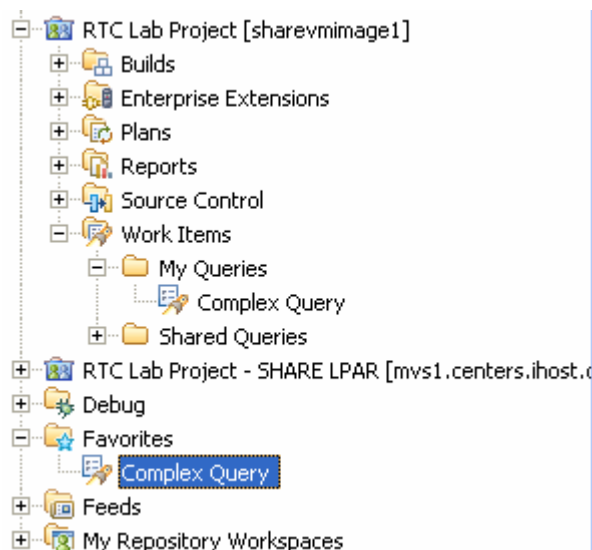 RTC Lab Project [sharevmimage1]
Builds
Enterprise Extensions
Plans
Reports
Source Control
Work Items
My Queries
Complex Query
Shared Queries
RTC Lab Project - SHARE LPAR [mvs1.centers.ihost.
Debug
Favorites
Complex Query
Feeds
My Repository Workspaces